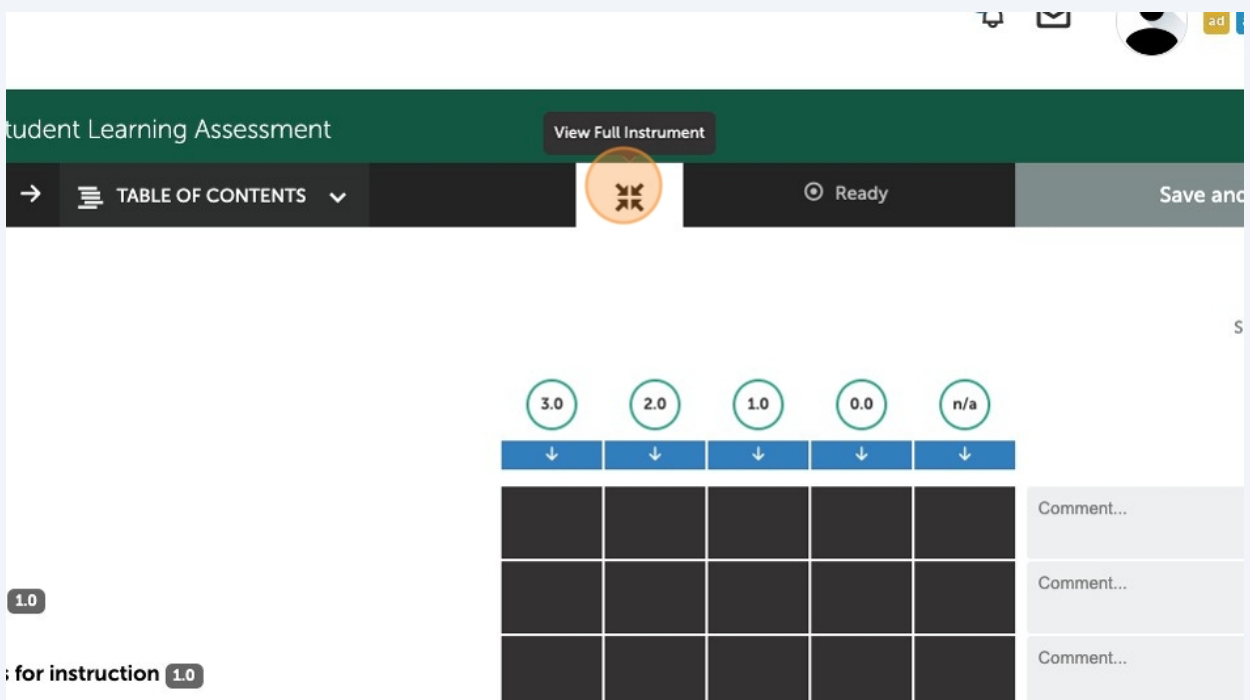 ad
tudent Learning Assessment
View Full Instrument
TABLE OF CONTENTS
Ready
Save and
S
3.0 2.0 1.0 0.0 n/a
Comment...
Comment...
1.0
Comment...
for instruction 1.0